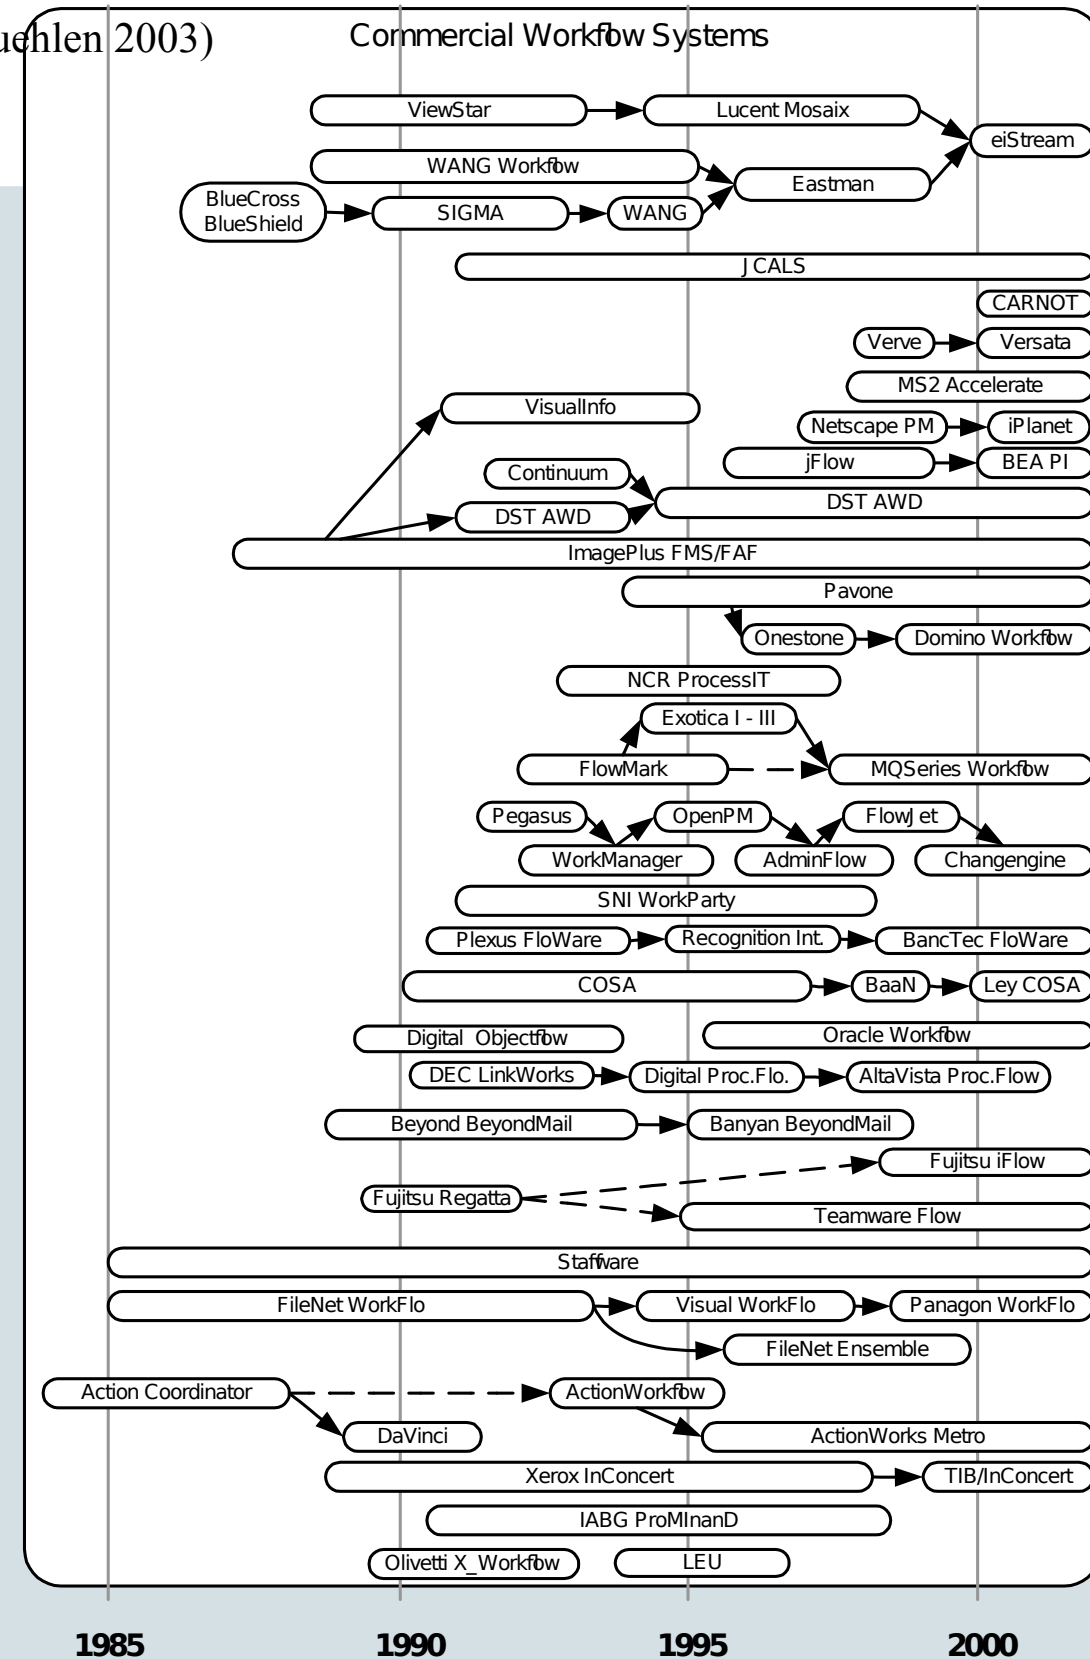 uehlen 2003)
Commercial Workflow Systems
ViewStar
Lucent Mosaix
eiStream
WANG Workflow
Eastman
BlueCross
BlueShield
SIGMA
WANG
JCALS
CARNOT
Verve
Versata
MS2 Accelerate
VisualInfo
Netscape PM
iPlanet
jFlow
BEA PI
Continuum
DST AWD
DST AWD
ImagePlus FMS/FAF
Pavone
Onestone
Domino Workflow
NCR ProcessIT
Exotica I - III
FlowMark
MQSeries Workflow
Pegasus
OpenPM
FlowJet
WorkManager
AdminFlow
Changengine
SNI WorkParty
Plexus FloWare
Recognition Int.
BancTec FloWare
COSA
BaaN
Ley COSA
Digital Objectflow
Oracle Workflow
DEC LinkWorks
Digital Proc.Flo.
AltaVista Proc.Flow
Beyond BeyondMail
Banyan BeyondMail
Fujitsu iFlow
Fujitsu Regatta
Teamware Flow
Staffware
FileNet WorkFlo
Visual WorkFlo
Panagon WorkFlo
FileNet Ensemble
Action Coordinator
ActionWorkflow
DaVinci
ActionWorks Metro
Xerox InConcert
TIB/InConcert
IABG ProMInanD
Olivetti X_Workflow
LEU
1985
1990
1995
2000